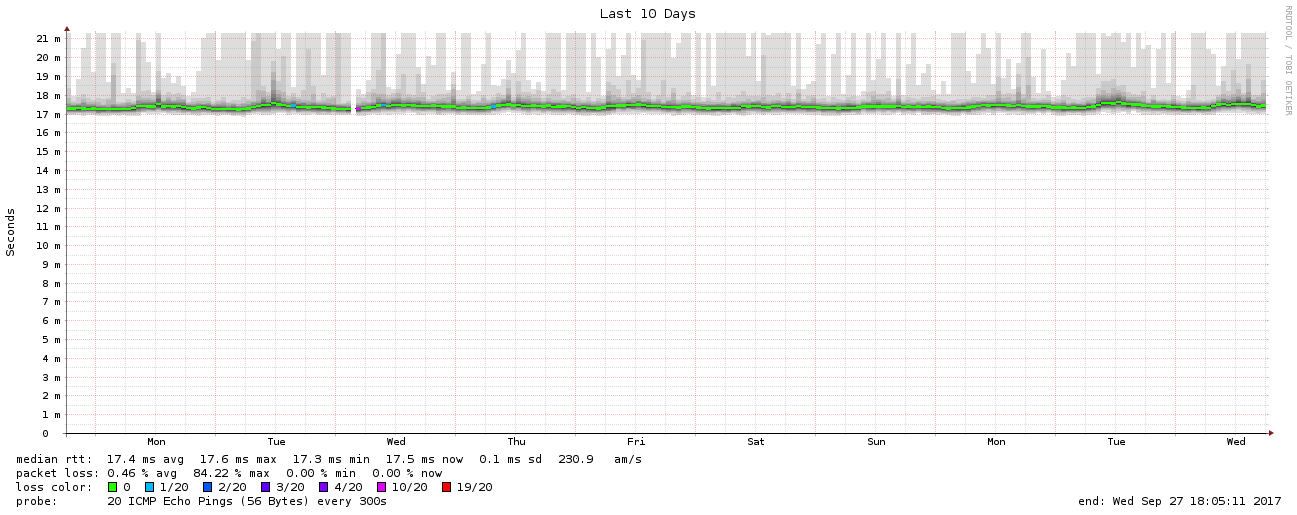 Last 10 Days
RRDTOOL / TOBI OETIKER
Seconds
21 m
20 m
19 m
18 m
17 m
16 m
15 m
14 m
13 m
12 m
11 m
10 m
9 m
8 m
7 m
6 m
5 m
4 m
3 m
2 m
1 m
0
Mon Tue Wed Thu Fri Sat Sun Mon Tue Wed
median rtt: 17.4 ms avg 17.6 ms max 17.3 ms min 17.5 ms now 0.1 ms sd 230.9 am/s
packet loss: 0.46 % avg 84.22 % max 0.00 % min 0.00 % now
loss color: 0 1/20 2/20 3/20 4/20 10/20 19/20
probe: 20 ICMP Echo Pings (56 Bytes) every 300s end: Wed Sep 27 18:05:11 2017